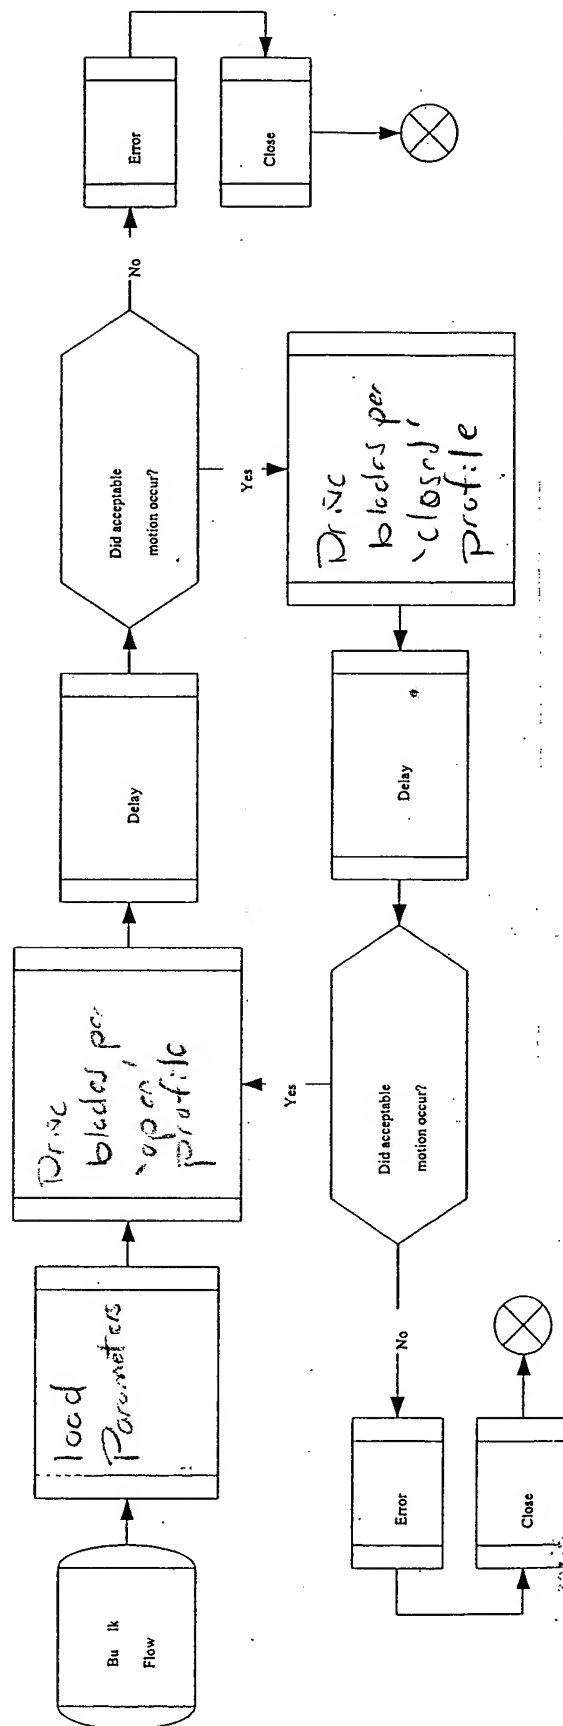 Bu lk
Flow
load
Parameters
Drive
blades per
'open'
profile
Delay
Did acceptable
motion occur?
No
Error
Close
Yes
Drive
blades per
'closed'
profile
Delay
Did acceptable
motion occur?
Yes
No
Error
Close